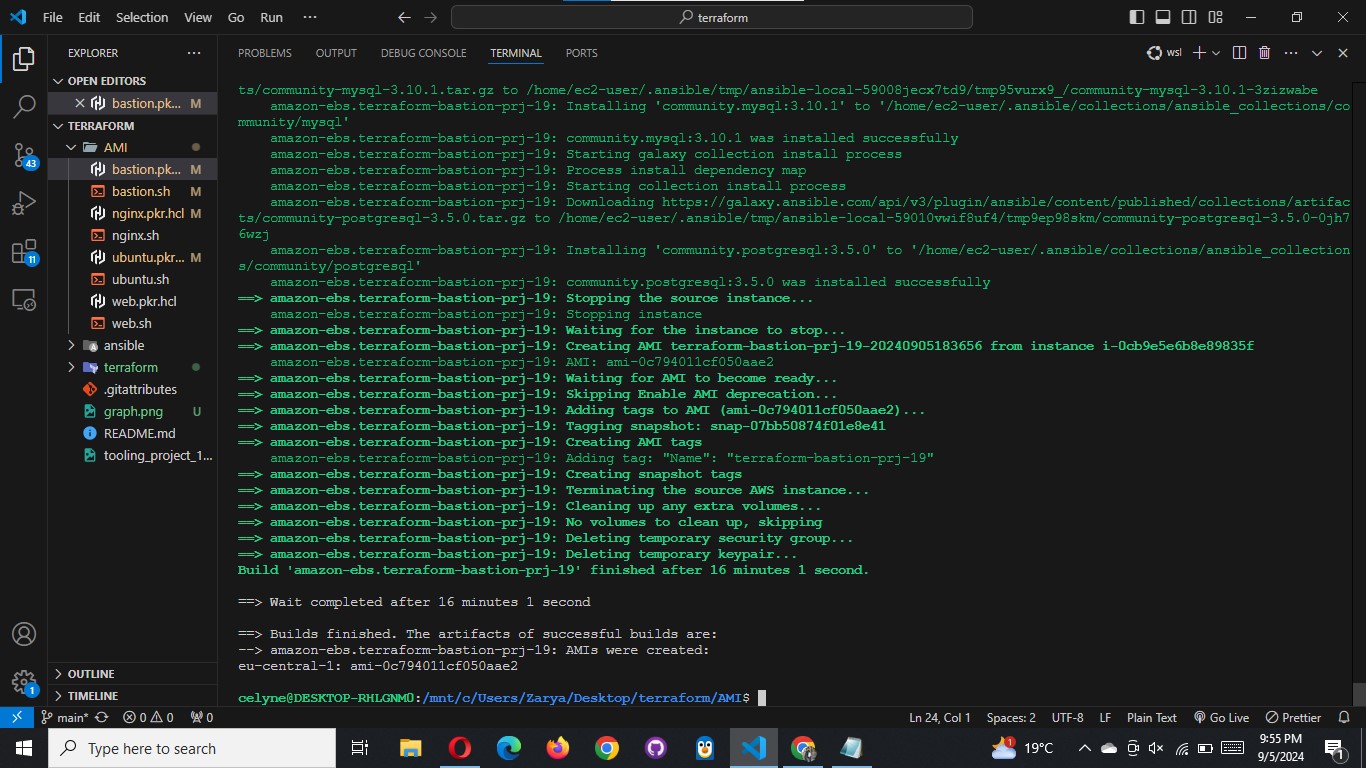 File Edit Selection View Go Run ··· terraform
EXPLORER ···
OPEN EDITORS
bastion.pk... M
TERRAFORM
AMI
bastion.pk... M
bastion.sh M
nginx.pkr.hcl M
nginx.sh
ubuntu.pkr... M
ubuntu.sh
web.pkr.hcl
web.sh
ansible
terraform
.gitattributes
graph.png U
README.md
tooling_project_1...
OUTLINE
TIMELINE
43
11
1
PROBLEMS OUTPUT DEBUG CONSOLE TERMINAL PORTS wsl
ts/community-mysql-3.10.1.tar.gz to /home/ec2-user/.ansible/tmp/ansible-local-59008jecx7td9/tmp95vurx9_/community-mysql-3.10.1-3zizwabe
amazon-ebs.terraform-bastion-prj-19: Installing 'community.mysql:3.10.1' to '/home/ec2-user/.ansible/collections/ansible_collections/co
mmunity/mysql'
amazon-ebs.terraform-bastion-prj-19: community.mysql:3.10.1 was installed successfully
amazon-ebs.terraform-bastion-prj-19: Starting galaxy collection install process
amazon-ebs.terraform-bastion-prj-19: Process install dependency map
amazon-ebs.terraform-bastion-prj-19: Starting collection install process
amazon-ebs.terraform-bastion-prj-19: Downloading https://galaxy.ansible.com/api/v3/plugin/ansible/content/published/collections/artifac
ts/community-postgresql-3.5.0.tar.gz to /home/ec2-user/.ansible/tmp/ansible-local-59010vwif8uf4/tmp9ep98skm/community-postgresql-3.5.0-0jh7
6wzj
amazon-ebs.terraform-bastion-prj-19: Installing 'community.postgresql:3.5.0' to '/home/ec2-user/.ansible/collections/ansible_collection
s/community/postgresql'
amazon-ebs.terraform-bastion-prj-19: community.postgresql:3.5.0 was installed successfully
==> amazon-ebs.terraform-bastion-prj-19: Stopping the source instance...
amazon-ebs.terraform-bastion-prj-19: Stopping instance
==> amazon-ebs.terraform-bastion-prj-19: Waiting for the instance to stop...
==> amazon-ebs.terraform-bastion-prj-19: Creating AMI terraform-bastion-prj-19-20240905183656 from instance i-0cb9e5e6b8e89835f
amazon-ebs.terraform-bastion-prj-19: AMI: ami-0c794011cf050aae2
==> amazon-ebs.terraform-bastion-prj-19: Waiting for AMI to become ready...
==> amazon-ebs.terraform-bastion-prj-19: Skipping Enable AMI deprecation...
==> amazon-ebs.terraform-bastion-prj-19: Adding tags to AMI (ami-0c794011cf050aae2)...
==> amazon-ebs.terraform-bastion-prj-19: Tagging snapshot: snap-07bb50874f01e8e41
==> amazon-ebs.terraform-bastion-prj-19: Creating AMI tags
amazon-ebs.terraform-bastion-prj-19: Adding tag: "Name": "terraform-bastion-prj-19"
==> amazon-ebs.terraform-bastion-prj-19: Creating snapshot tags
==> amazon-ebs.terraform-bastion-prj-19: Terminating the source AWS instance...
==> amazon-ebs.terraform-bastion-prj-19: Cleaning up any extra volumes...
==> amazon-ebs.terraform-bastion-prj-19: No volumes to clean up, skipping
==> amazon-ebs.terraform-bastion-prj-19: Deleting temporary security group...
==> amazon-ebs.terraform-bastion-prj-19: Deleting temporary keypair...
Build 'amazon-ebs.terraform-bastion-prj-19' finished after 16 minutes 1 second.
==> Wait completed after 16 minutes 1 second
==> Builds finished. The artifacts of successful builds are:
--> amazon-ebs.terraform-bastion-prj-19: AMIs were created:
eu-central-1: ami-0c794011cf050aae2
celyne@DESKTOP-RHLGNM0:/mnt/c/Users/Zarya/Desktop/terraform/AMI$
main* 0 0 0 Ln 24, Col 1 Spaces: 2 UTF-8 LF Plain Text Go Live Prettier
Type here to search 1 19°C 9:55 PM
9/5/2024 1